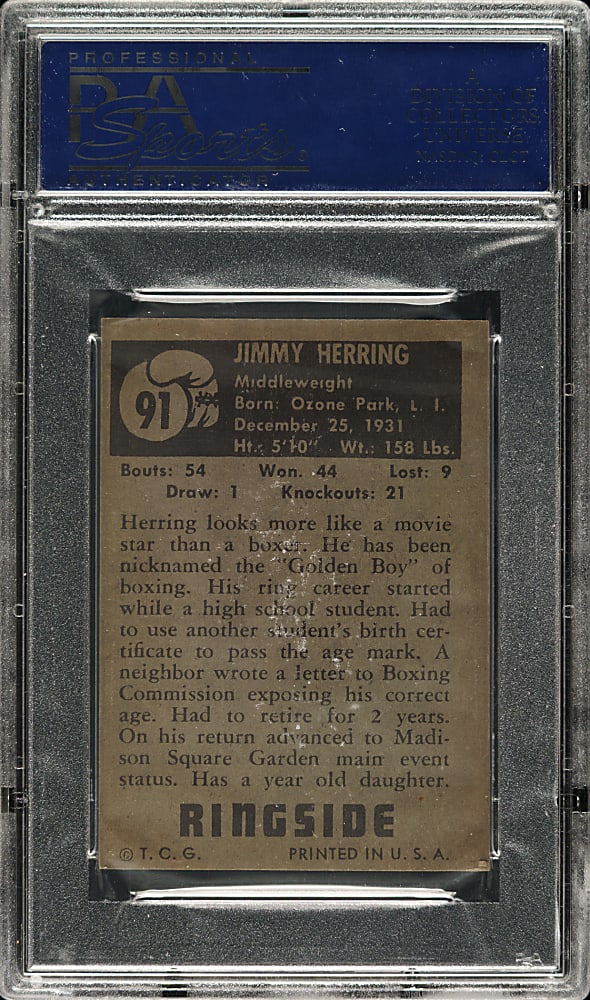 PROFESSIONAL
PSA
Sports
AUTHENTICATOR
A
DIVISION OF
COLLECTORS
UNIVERSE
NASDAQ: CLCT
91
JIMMY HERRING
Middleweight
Born: Ozone Park, L. I.
December 25, 1931
Ht.: 5'10" Wt.: 158 Lbs.
Bouts: 54 Won. 44 Lost: 9
Draw: 1 Knockouts: 21
Herring looks more like a movie
star than a boxer. He has been
nicknamed the "Golden Boy" of
boxing. His ring career started
while a high school student. Had
to use another student's birth cer-
tificate to pass the age mark. A
neighbor wrote a letter to Boxing
Commission exposing his correct
age. Had to retire for 2 years.
On his return advanced to Madi-
son Square Garden main event
status. Has a year old daughter.
RINGSIDE
© T. C. G. PRINTED IN U. S. A.